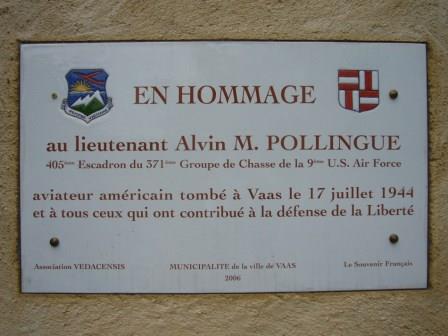 EN HOMMAGE
au lieutenant Alvin M. POLLINGUE
405ème Escadron du 371ème Groupe de Chasse de la 9ème U.S. Air Force
aviateur américain tombé à Vaas le 17 juillet 1944
et à tous ceux qui ont contribué à la défense de la Liberté
Association VEDACENSIS MUNICIPALITE de la ville de VAAS Le Souvenir Français
2006